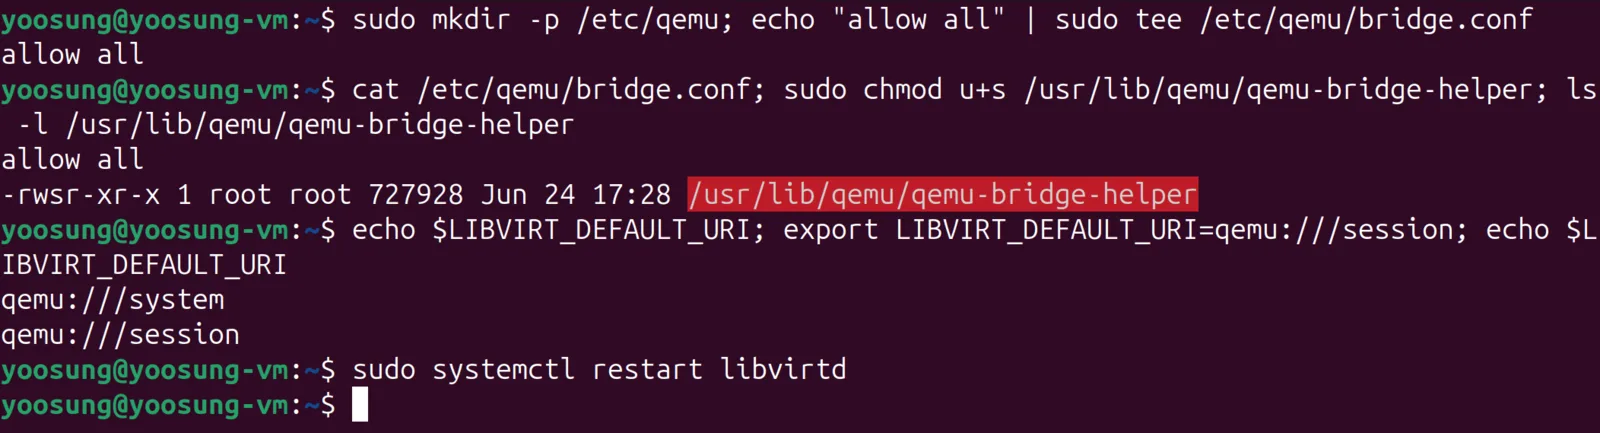 yoosung@yoosung-vm:~$ sudo mkdir -p /etc/qemu; echo "allow all" | sudo tee /etc/qemu/bridge.conf
allow all
yoosung@yoosung-vm:~$ cat /etc/qemu/bridge.conf; sudo chmod u+s /usr/lib/qemu/qemu-bridge-helper; ls
 -l /usr/lib/qemu/qemu-bridge-helper
allow all
-rwsr-xr-x 1 root root 727928 Jun 24 17:28 /usr/lib/qemu/qemu-bridge-helper
yoosung@yoosung-vm:~$ echo $LIBVIRT_DEFAULT_URI; export LIBVIRT_DEFAULT_URI=qemu:///session; echo $L
IBVIRT_DEFAULT_URI
qemu:///system
qemu:///session
yoosung@yoosung-vm:~$ sudo systemctl restart libvirtd
yoosung@yoosung-vm:~$